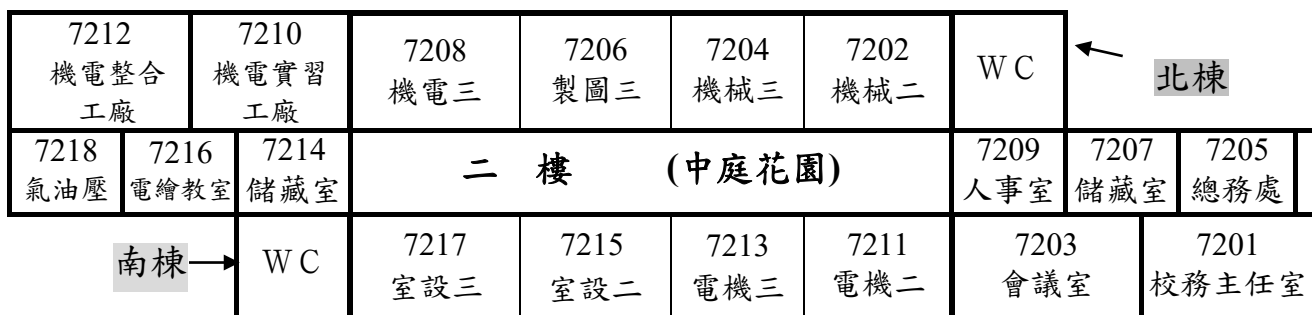 7212
機電整合
工廠
7210
機電實習
工廠
7208
機電三
7206
製圖三
7204
機械三
7202
機械二
ＷＣ
北棟
7218
氣油壓
7216
電繪教室
7214
儲藏室
二 樓 (中庭花園)
7209
人事室
7207
儲藏室
7205
總務處
南棟
ＷＣ
7217
室設三
7215
室設二
7213
電機三
7211
電機二
7203
會議室
7201
校務主任室